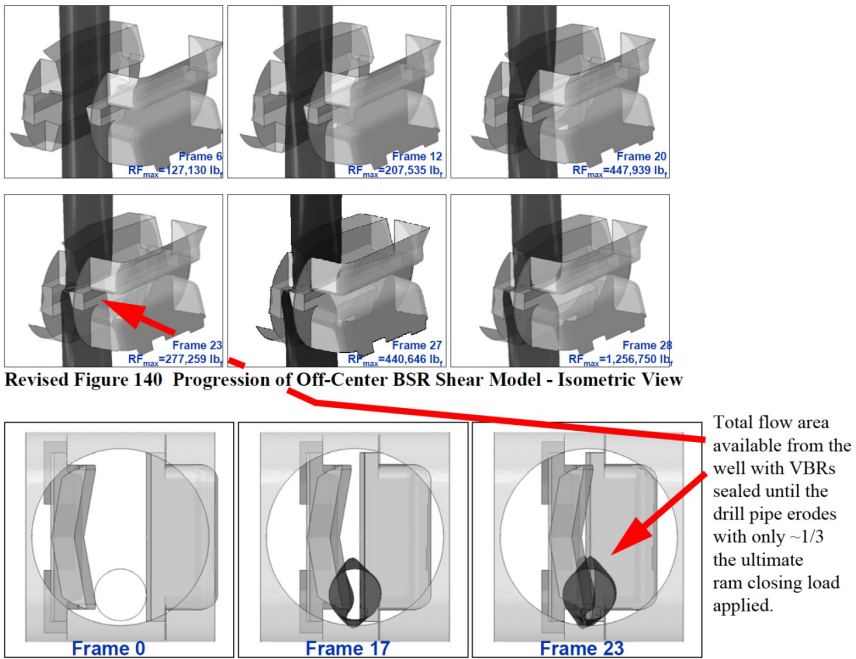 Frame 6
RFmax=127,130 lbf
Frame 12
RFmax=207,535 lbf
Frame 20
RFmax=447,939 lbf
Frame 23
RFmax=277,259 lbf
Frame 27
RFmax=440,646 lbf
Frame 28
RFmax=1,256,750 lbf
Revised Figure 140 Progression of Off-Center BSR Shear Model - Isometric View
Total flow area
available from the
well with VBRs
sealed until the
drill pipe erodes
with only ~1/3
the ultimate
ram closing load
applied.
Frame 0
Frame 17
Frame 23